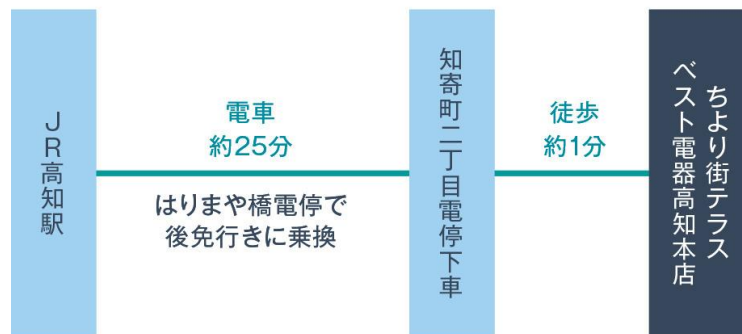 JR高知駅
電車
約25分
はりまや橋電停で
後免行きに乗換
知寄町二丁目電停下車
徒歩
約1分
ちより街テラス
ベスト電器高知本店